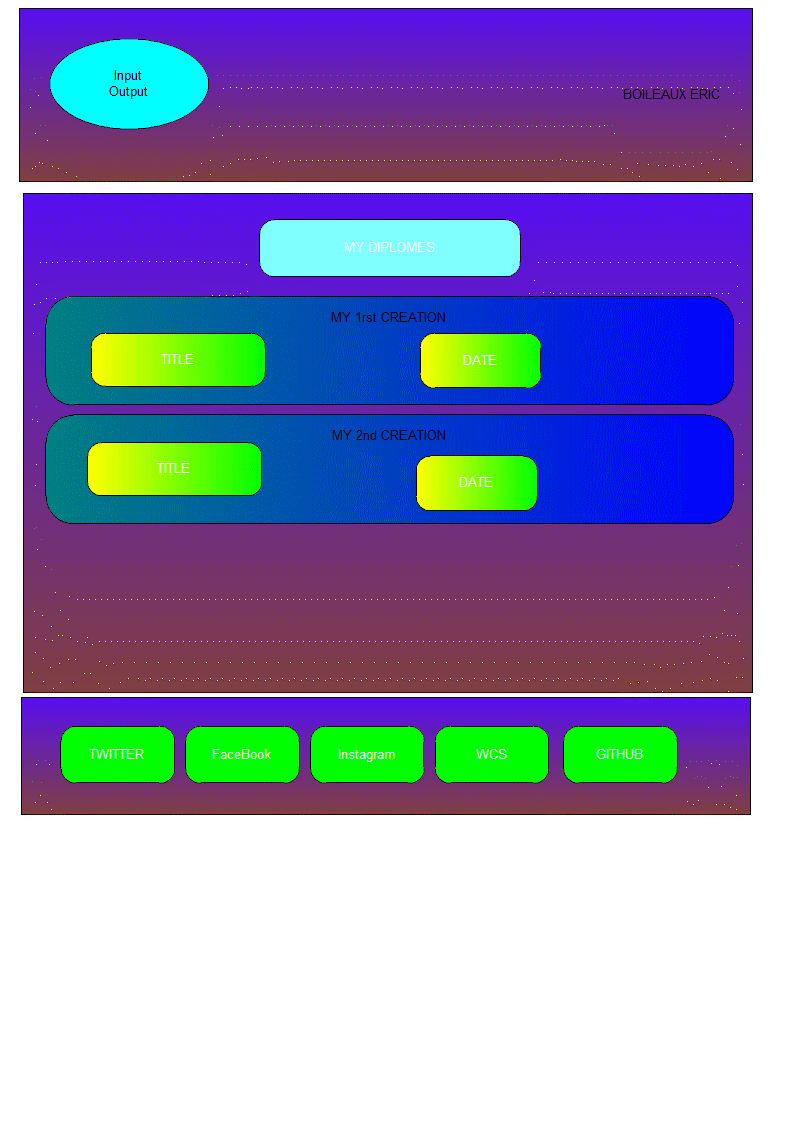 Input
Output
BOILEAUX ERIC
MY DIPLOMES
MY 1rst CREATION
TITLE
DATE
MY 2nd CREATION
TITLE
DATE
TWITTER
FaceBook
Instagram
WCS
GITHUB